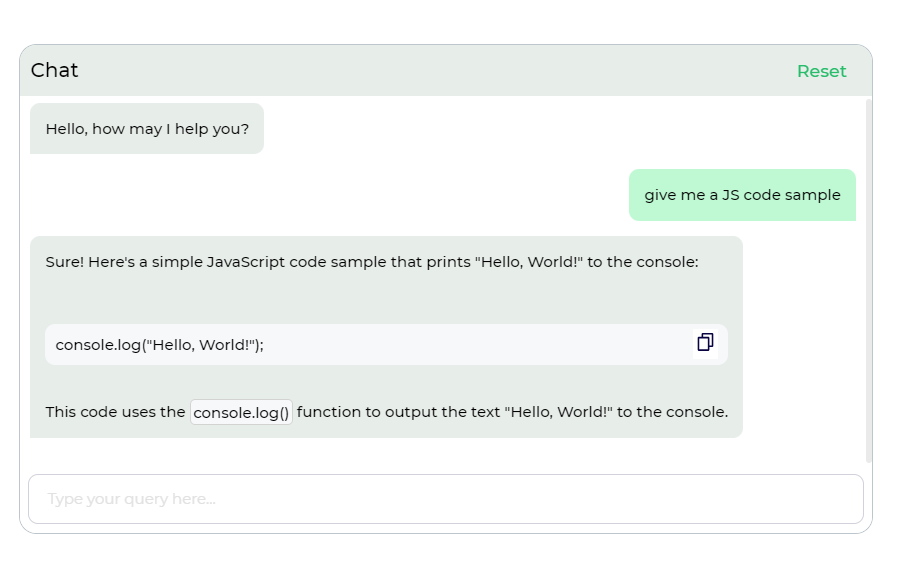 Chat
Reset
Hello, how may I help you?
give me a JS code sample
Sure! Here's a simple JavaScript code sample that prints "Hello, World!" to the console:
console.log("Hello, World!");
This code uses the console.log() function to output the text "Hello, World!" to the console.
Type your query here...